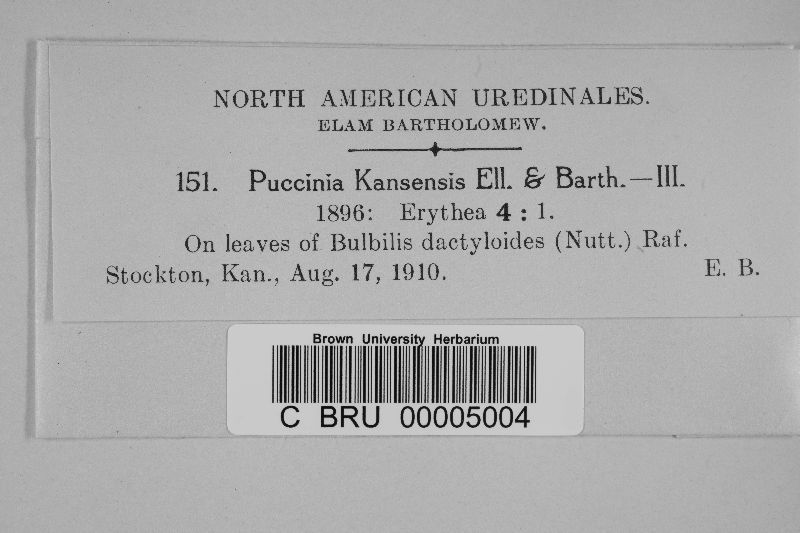 NORTH AMERICAN UREDINALES.
ELAM BARTHOLOMEW.
151. Puccinia Kansensis Ell. & Barth.—III.
1896: Erythea 4 : 1.
On leaves of Bulbilis dactyloides (Nutt.) Raf.
Stockton, Kan., Aug. 17, 1910. E. B.
Brown University Herbarium
C BRU 00005004